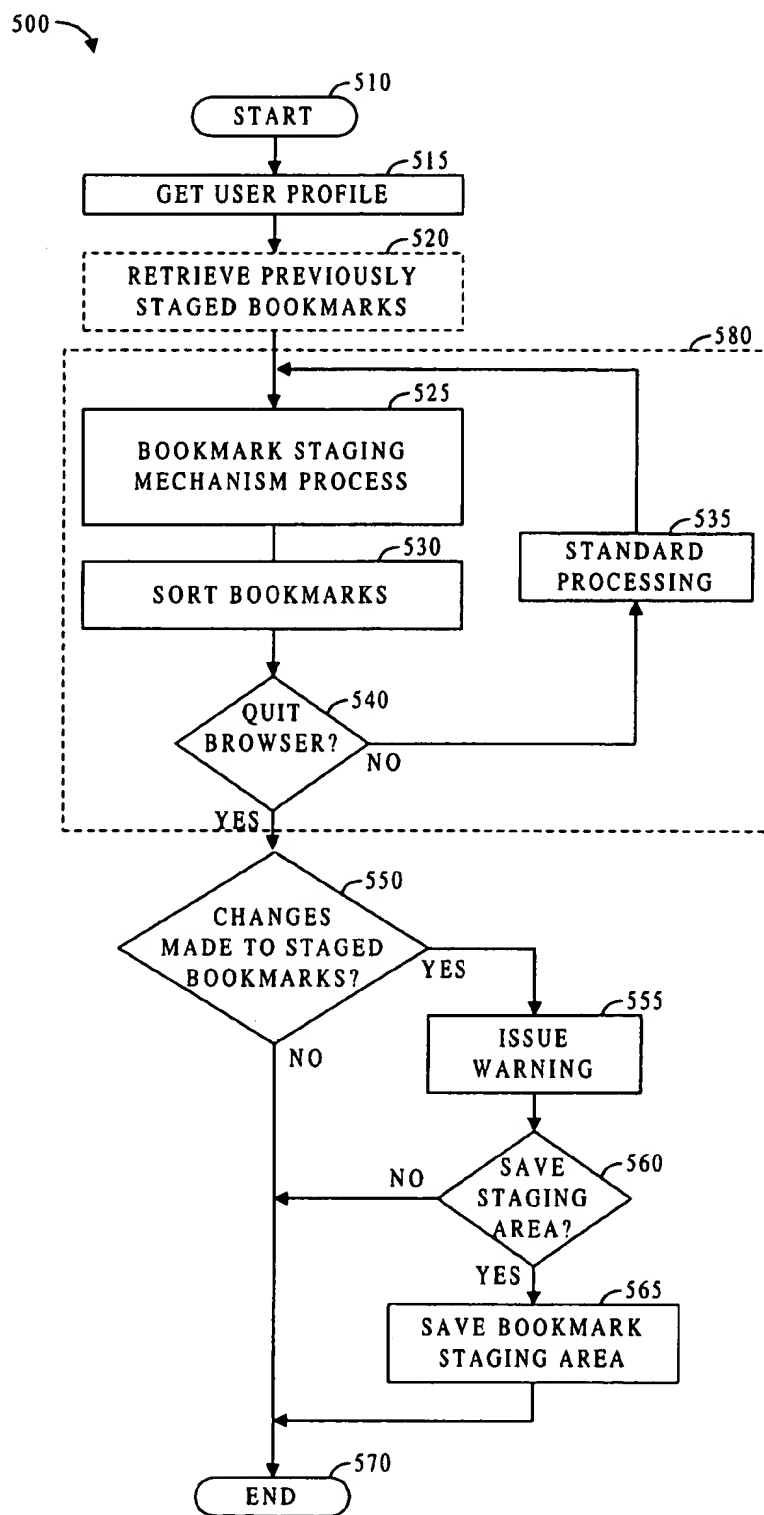 500
510
START
515
GET USER PROFILE
520
RETRIEVE PREVIOUSLY
STAGED BOOKMARKS
580
525
BOOKMARK STAGING
MECHANISM PROCESS
530
SORT BOOKMARKS
535
STANDARD
PROCESSING
540
QUIT
BROWSER?
NO
YES
550
CHANGES
MADE TO STAGED
BOOKMARKS?
YES
NO
555
ISSUE
WARNING
560
SAVE
STAGING
AREA?
NO
YES
565
SAVE BOOKMARK
STAGING AREA
570
END